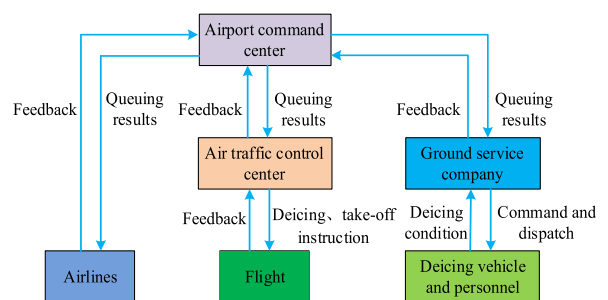 Airport command
center
Feedback
Queuing
results
Feedback
Queuing
results
Feedback
Queuing
results
Air traffic control
center
Ground service
company
Feedback
Deicing、take-off
instruction
Deicing
condition
Command and
dispatch
Airlines
Flight
Deicing vehicle
and personnel